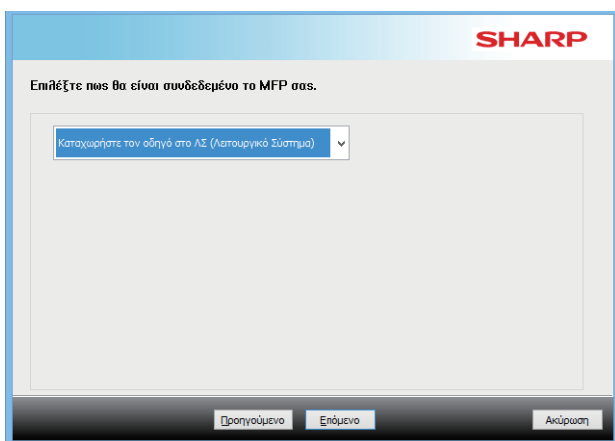 SHARP
Επιλέξτε πως θα είναι συνδεδεμένο το MFP σας.
Καταχωρήστε τον οδηγό στο ΛΣ (Λειτουργικό Σύστημα)
Προηγούμενο Επόμενο Ακύρωση